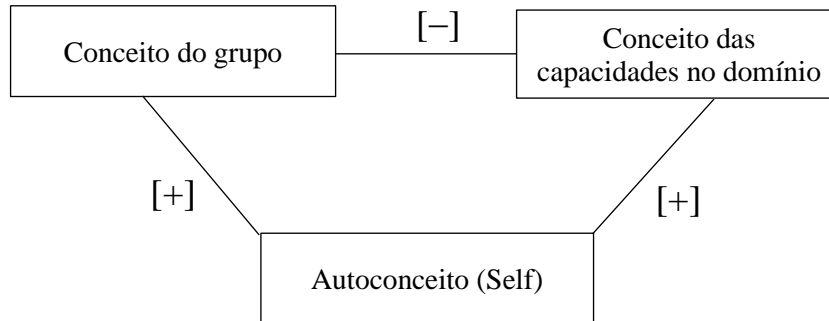 [–]
Conceito do grupo
Conceito das
capacidades no domínio
[+]
[+]
Autoconceito (Self)